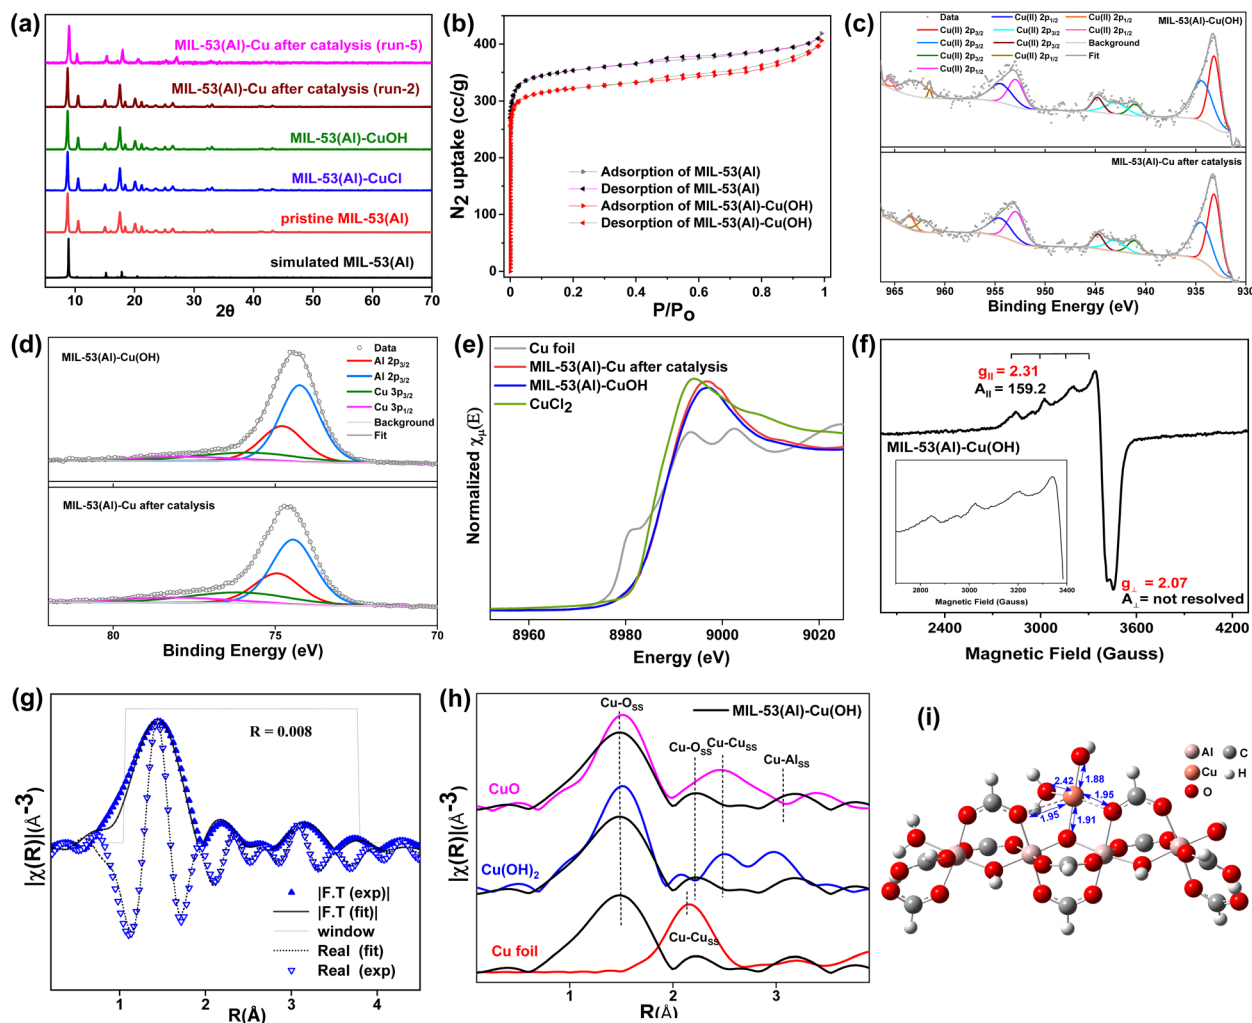 (a)
MIL-53(Al)-Cu after catalysis (run-5)
MIL-53(Al)-Cu after catalysis (run-2)
MIL-53(Al)-CuOH
MIL-53(Al)-CuCl
pristine MIL-53(Al)
simulated MIL-53(Al)
10 20 30 40 50 60 70
2θ
(b)
N2 uptake (cc/g)
400
300
200
100
0
Adsorption of MIL-53(Al)
Desorption of MIL-53(Al)
Adsorption of MIL-53(Al)-Cu(OH)
Desorption of MIL-53(Al)-Cu(OH)
0 0.2 0.4 0.6 0.8 1
P/Po
(c)
Data
Cu(II) 2p3/2
Cu(II) 2p3/2
Cu(II) 2p3/2
Cu(II) 2p1/2
Cu(II) 2p1/2
Cu(II) 2p3/2
Cu(II) 2p3/2
Cu(II) 2p1/2
Cu(II) 2p1/2
Cu(II) 2p1/2
Background
Fit
MIL-53(Al)-Cu(OH)
MIL-53(Al)-Cu after catalysis
965 960 955 950 945 940 935 930
Binding Energy (eV)
(d)
MIL-53(Al)-Cu(OH)
Data
Al 2p3/2
Al 2p3/2
Cu 3p3/2
Cu 3p1/2
Background
Fit
MIL-53(Al)-Cu after catalysis
80 75 70
Binding Energy (eV)
(e)
Normalized χμ(E)
Cu foil
MIL-53(Al)-Cu after catalysis
MIL-53(Al)-CuOH
CuCl2
8960 8980 9000 9020
Energy (eV)
(f)
g|| = 2.31
A|| = 159.2
MIL-53(Al)-Cu(OH)
2800 3000 3200 3400
Magnetic Field (Gauss)
g⊥ = 2.07
A⊥= not resolved
2400 3000 3600 4200
Magnetic Field (Gauss)
(g)
|χ(R)|(Å-3)
R = 0.008
|F.T (exp)|
|F.T (fit)|
window
Real (fit)
Real (exp)
1 2 3 4
R(Å)
(h)
|χ(R)|(Å-3)
Cu-OSS
MIL-53(Al)-Cu(OH)
Cu-OSS
Cu-CuSS
Cu-AlSS
CuO
Cu(OH)2
Cu foil
Cu-CuSS
1 2 3
R(Å)
(i)
Al
C
Cu
H
O
2.42
1.88
1.95
1.95
1.91